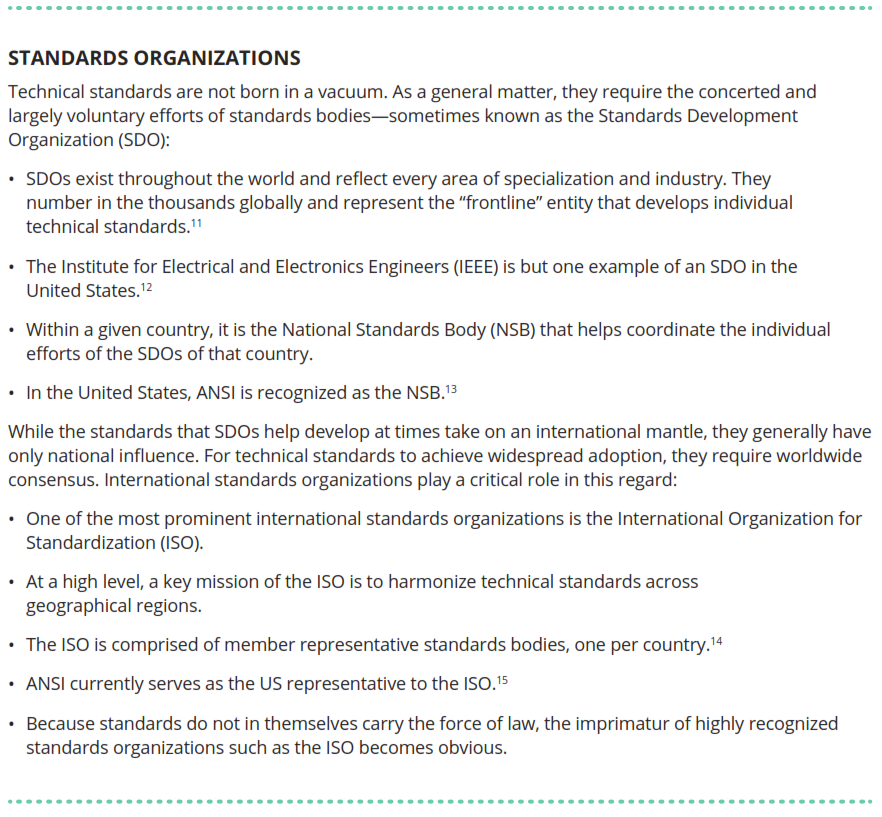 STANDARDS ORGANIZATIONS
Technical standards are not born in a vacuum. As a general matter, they require the concerted and
largely voluntary efforts of standards bodies—sometimes known as the Standards Development
Organization (SDO):
• SDOs exist throughout the world and reflect every area of specialization and industry. They
number in the thousands globally and represent the “frontline” entity that develops individual
technical standards.¹¹
• The Institute for Electrical and Electronics Engineers (IEEE) is but one example of an SDO in the
United States.¹²
• Within a given country, it is the National Standards Body (NSB) that helps coordinate the individual
efforts of the SDOs of that country.
• In the United States, ANSI is recognized as the NSB.¹³
While the standards that SDOs help develop at times take on an international mantle, they generally have
only national influence. For technical standards to achieve widespread adoption, they require worldwide
consensus. International standards organizations play a critical role in this regard:
• One of the most prominent international standards organizations is the International Organization for
Standardization (ISO).
• At a high level, a key mission of the ISO is to harmonize technical standards across
geographical regions.
• The ISO is comprised of member representative standards bodies, one per country.¹⁴
• ANSI currently serves as the US representative to the ISO.¹⁵
• Because standards do not in themselves carry the force of law, the imprimatur of highly recognized
standards organizations such as the ISO becomes obvious.